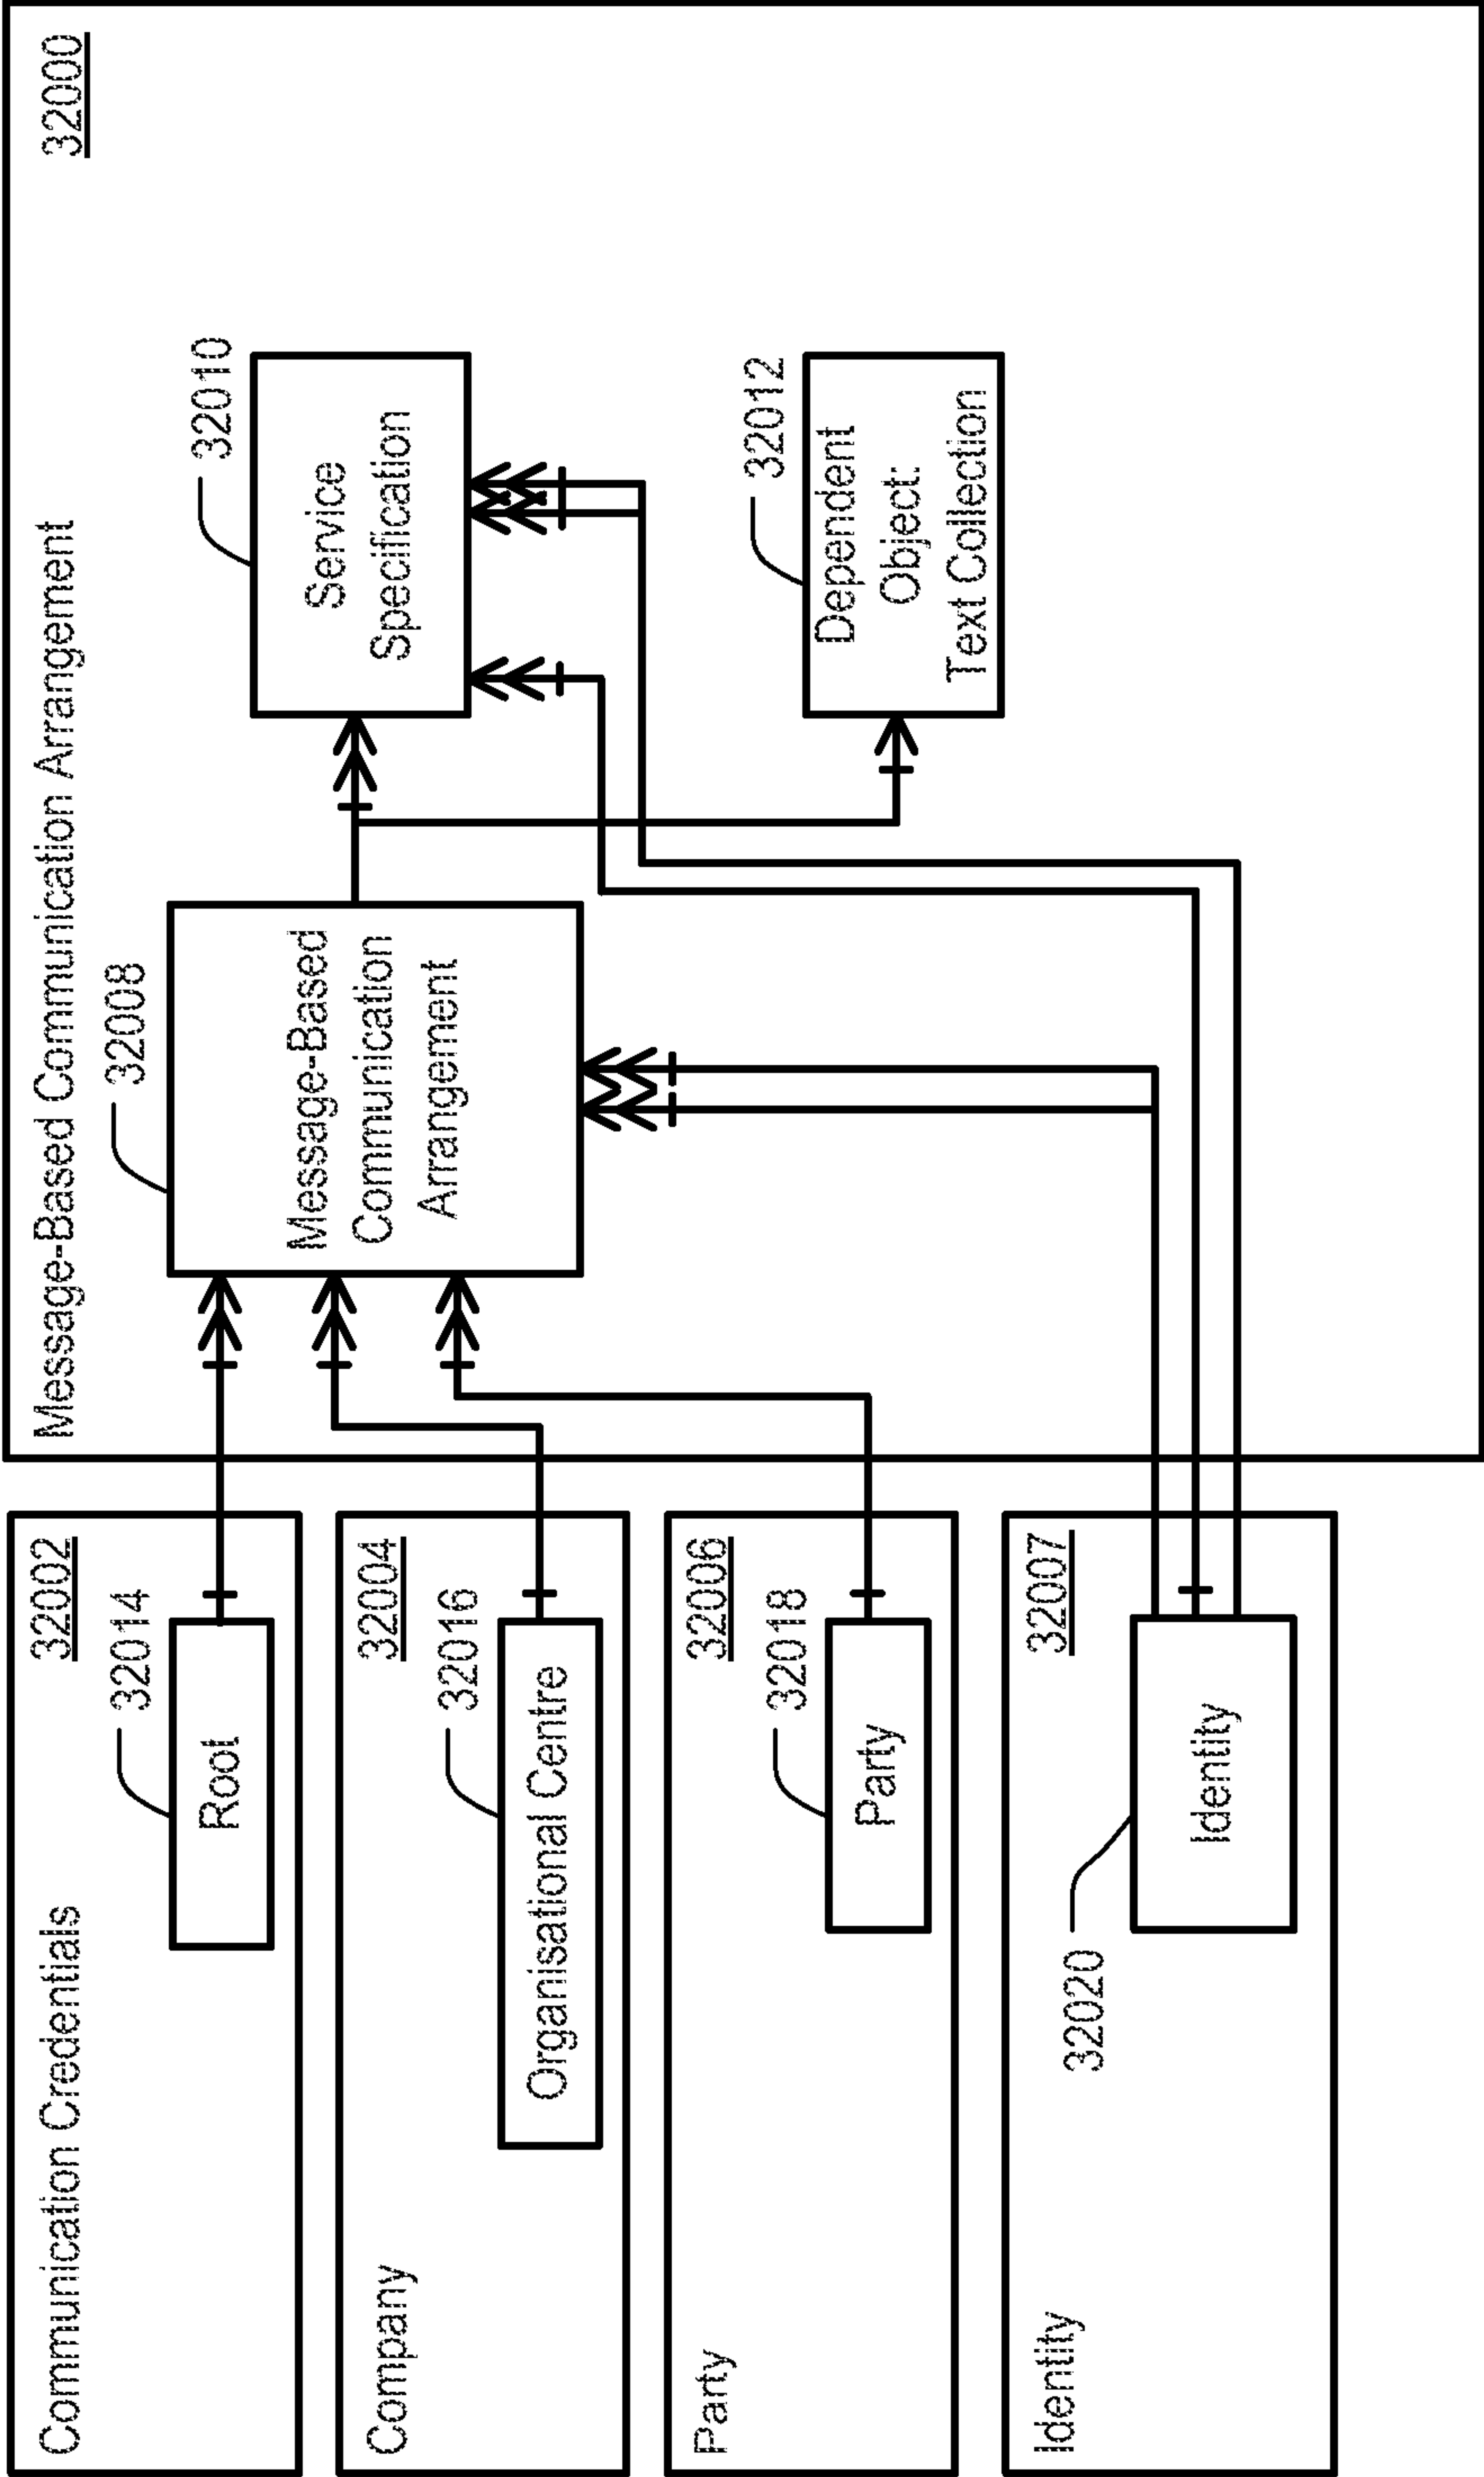 Communication Credentials
32002
32014
Root
Company
32004
32016
Organisational Centre
Party
32006
32018
Party
Identity
32007
32020
Identity
Message-Based Communication Arrangement
32000
32008
Message-Based
Communication
Arrangement
32010
Service
Specification
32012
Dependent
Object:
Text Collection